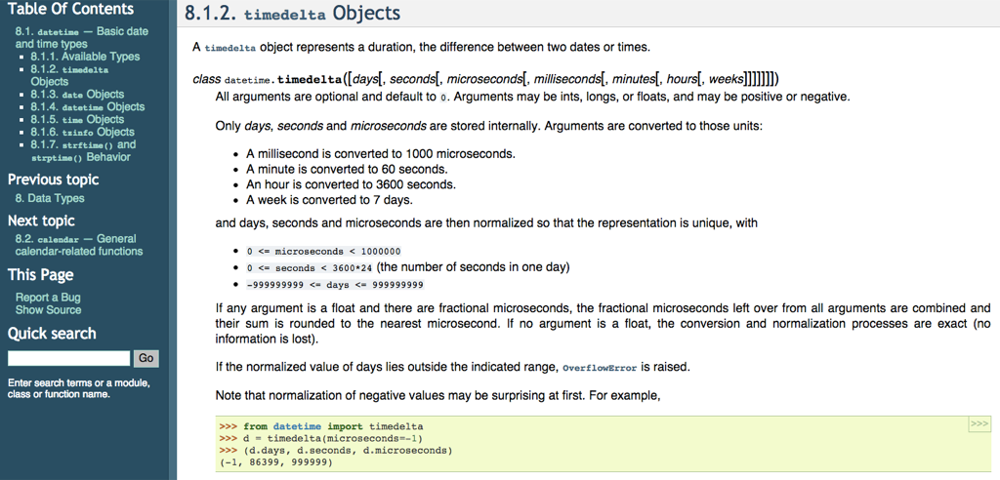 Table Of Contents
8.1. datetime — Basic date
and time types
8.1.1. Available Types
8.1.2. timedelta
Objects
8.1.3. date Objects
8.1.4. datetime Objects
8.1.5. time Objects
8.1.6. tzinfo Objects
8.1.7. strftime() and
strptime() Behavior
Previous topic
8. Data Types
Next topic
8.2. calendar — General
calendar-related functions
This Page
Report a Bug
Show Source
Quick search
Go
Enter search terms or a module,
class or function name.
8.1.2. timedelta Objects
A timedelta object represents a duration, the difference between two dates or times.
class datetime.timedelta([days[, seconds[, microseconds[, milliseconds[, minutes[, hours[, weeks]]]]]]])
All arguments are optional and default to 0. Arguments may be ints, longs, or floats, and may be positive or negative.
Only days, seconds and microseconds are stored internally. Arguments are converted to those units:
• A millisecond is converted to 1000 microseconds.
• A minute is converted to 60 seconds.
• An hour is converted to 3600 seconds.
• A week is converted to 7 days.
and days, seconds and microseconds are then normalized so that the representation is unique, with
• 0 <= microseconds < 1000000
• 0 <= seconds < 3600*24 (the number of seconds in one day)
• -999999999 <= days <= 999999999
If any argument is a float and there are fractional microseconds, the fractional microseconds left over from all arguments are combined and
their sum is rounded to the nearest microsecond. If no argument is a float, the conversion and normalization processes are exact (no
information is lost).
If the normalized value of days lies outside the indicated range, OverflowError is raised.
Note that normalization of negative values may be surprising at first. For example,
>>>
>>> from datetime import timedelta
>>> d = timedelta(microseconds=-1)
>>> (d.days, d.seconds, d.microseconds)
(-1, 86399, 999999)